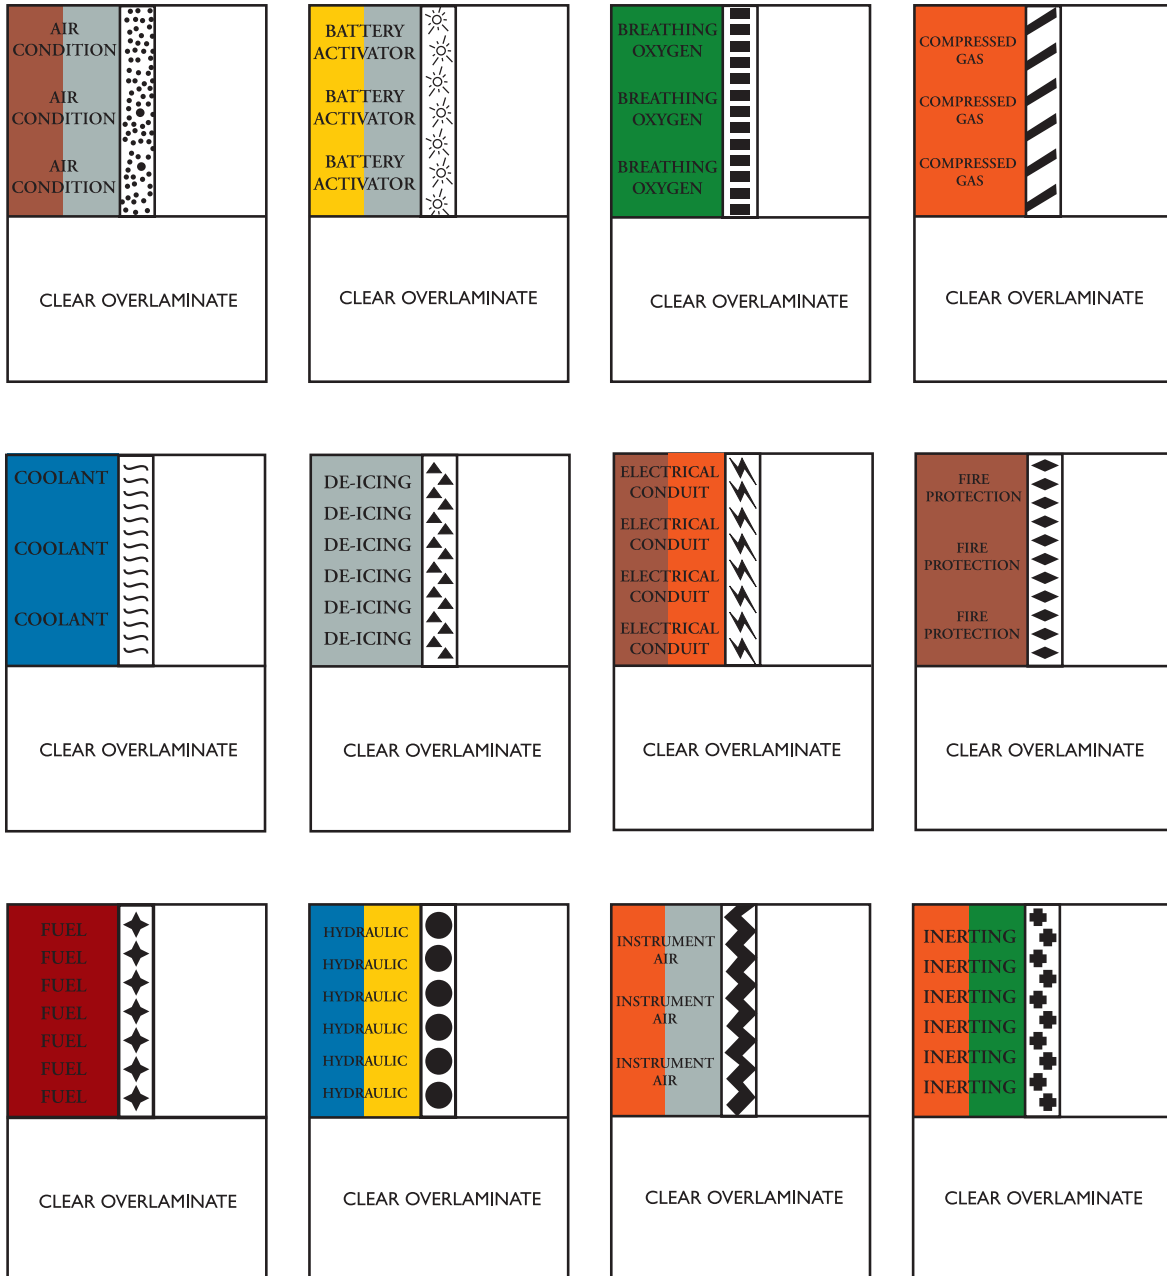 AIR
CONDITION
AIR
CONDITION
AIR
CONDITION
CLEAR OVERLAMINATE
BATTERY
ACTIVATOR
BATTERY
ACTIVATOR
BATTERY
ACTIVATOR
CLEAR OVERLAMINATE
BREATHING
OXYGEN
BREATHING
OXYGEN
BREATHING
OXYGEN
CLEAR OVERLAMINATE
COMPRESSED
GAS
COMPRESSED
GAS
COMPRESSED
GAS
CLEAR OVERLAMINATE
COOLANT
COOLANT
COOLANT
CLEAR OVERLAMINATE
DE-ICING
DE-ICING
DE-ICING
DE-ICING
DE-ICING
DE-ICING
CLEAR OVERLAMINATE
ELECTRICAL
CONDUIT
ELECTRICAL
CONDUIT
ELECTRICAL
CONDUIT
ELECTRICAL
CONDUIT
CLEAR OVERLAMINATE
FIRE
PROTECTION
FIRE
PROTECTION
FIRE
PROTECTION
CLEAR OVERLAMINATE
FUEL
FUEL
FUEL
FUEL
FUEL
FUEL
FUEL
CLEAR OVERLAMINATE
HYDRAULIC
HYDRAULIC
HYDRAULIC
HYDRAULIC
HYDRAULIC
HYDRAULIC
CLEAR OVERLAMINATE
INSTRUMENT
AIR
INSTRUMENT
AIR
INSTRUMENT
AIR
CLEAR OVERLAMINATE
INERTING
INERTING
INERTING
INERTING
INERTING
INERTING
CLEAR OVERLAMINATE